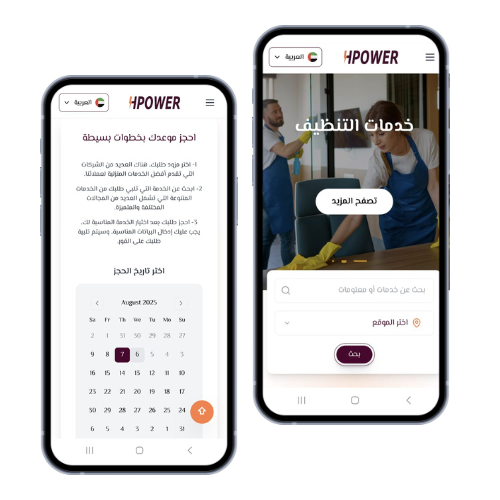 العربية
HPOWER
احجز موعدك بخطوات بسيطة
1- اختر مزود طلبك، هناك العديد من الشركات
التي تقدم أفضل الخدمات المنزلية لعملائنا.
2- ابحث عن الخدمة التي تلبي طلبك من الخدمات
المتنوعة التي تشمل العديد من المجالات
المختلفة والمتميزة.
3- احجز طلبك بعد اختيار الخدمة المناسبة لك،
يجب عليك إدخال البيانات المناسبة، وسيتم تلبية
طلبك على الفور.
اختر تاريخ الحجز
August 2025
Sa Fr Th We Tu Mo Su
2 1 31 30 29 28 27
9 8 7 6 5 4 3
16 15 14 13 12 11 10
23 22 21 20 19 18 17
30 29 28 27 26 25 24
6 5 4 3 2 1 31
العربية
HPOWER
خدمات التنظيف
تصفح المزيد
بحث عن خدمات أو معلومات
اختر الموقع
بحث